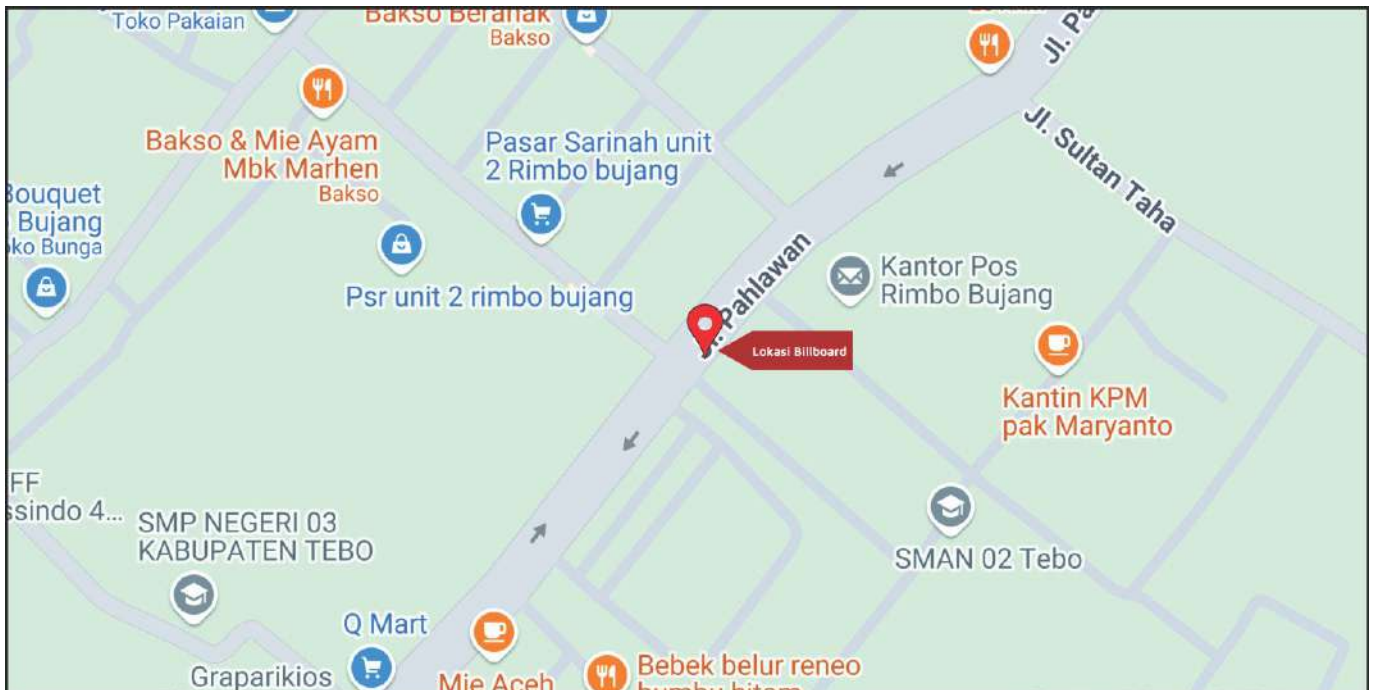 Toko Pakaian
Bakso Beranak
Bakso
Jl. Pa
Bakso & Mie Ayam
Mbk Marhen
Bakso
Pasar Sarinah unit
2 Rimbo bujang
Jl. Sultan Taha
Bouquet
Bujang
oko Bunga
Psr unit 2 rimbo bujang
Jl. Pahlawan
Kantor Pos
Rimbo Bujang
Lokasi Billboard
Kantin KPM
pak Maryanto
FF
ssindo 4...
SMP NEGERI 03
KABUPATEN TEBO
SMAN 02 Tebo
Q Mart
Graparikios
Mie Aceh
Bebek belur reneo
bumbu hitam